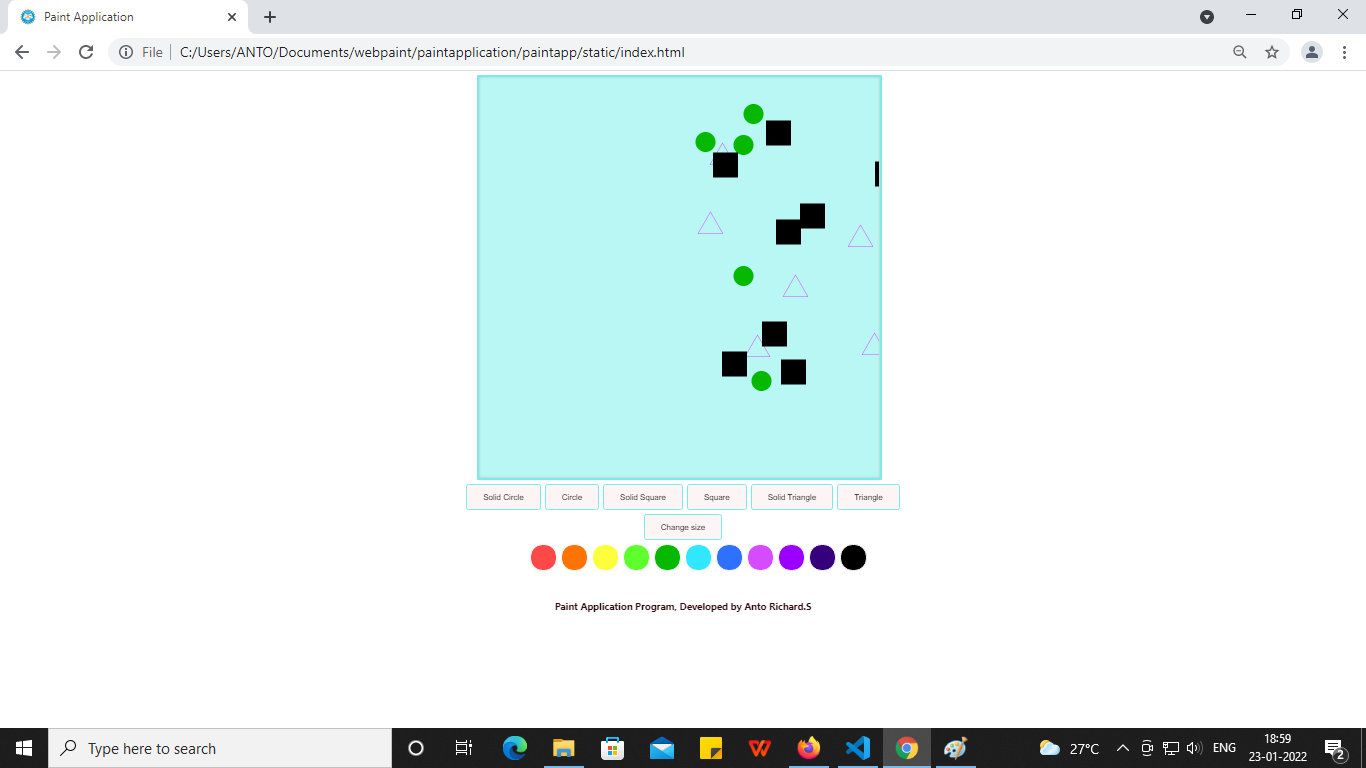 Paint Application
File
C:/Users/ANTO/Documents/webpaint/paintapplication/paintapp/static/index.html
Solid Circle Circle Solid Square Square Solid Triangle Triangle
Change size
Paint Application Program, Developed by Anto Richard.S
Type here to search
27°C
ENG
18:59
23-01-2022
2